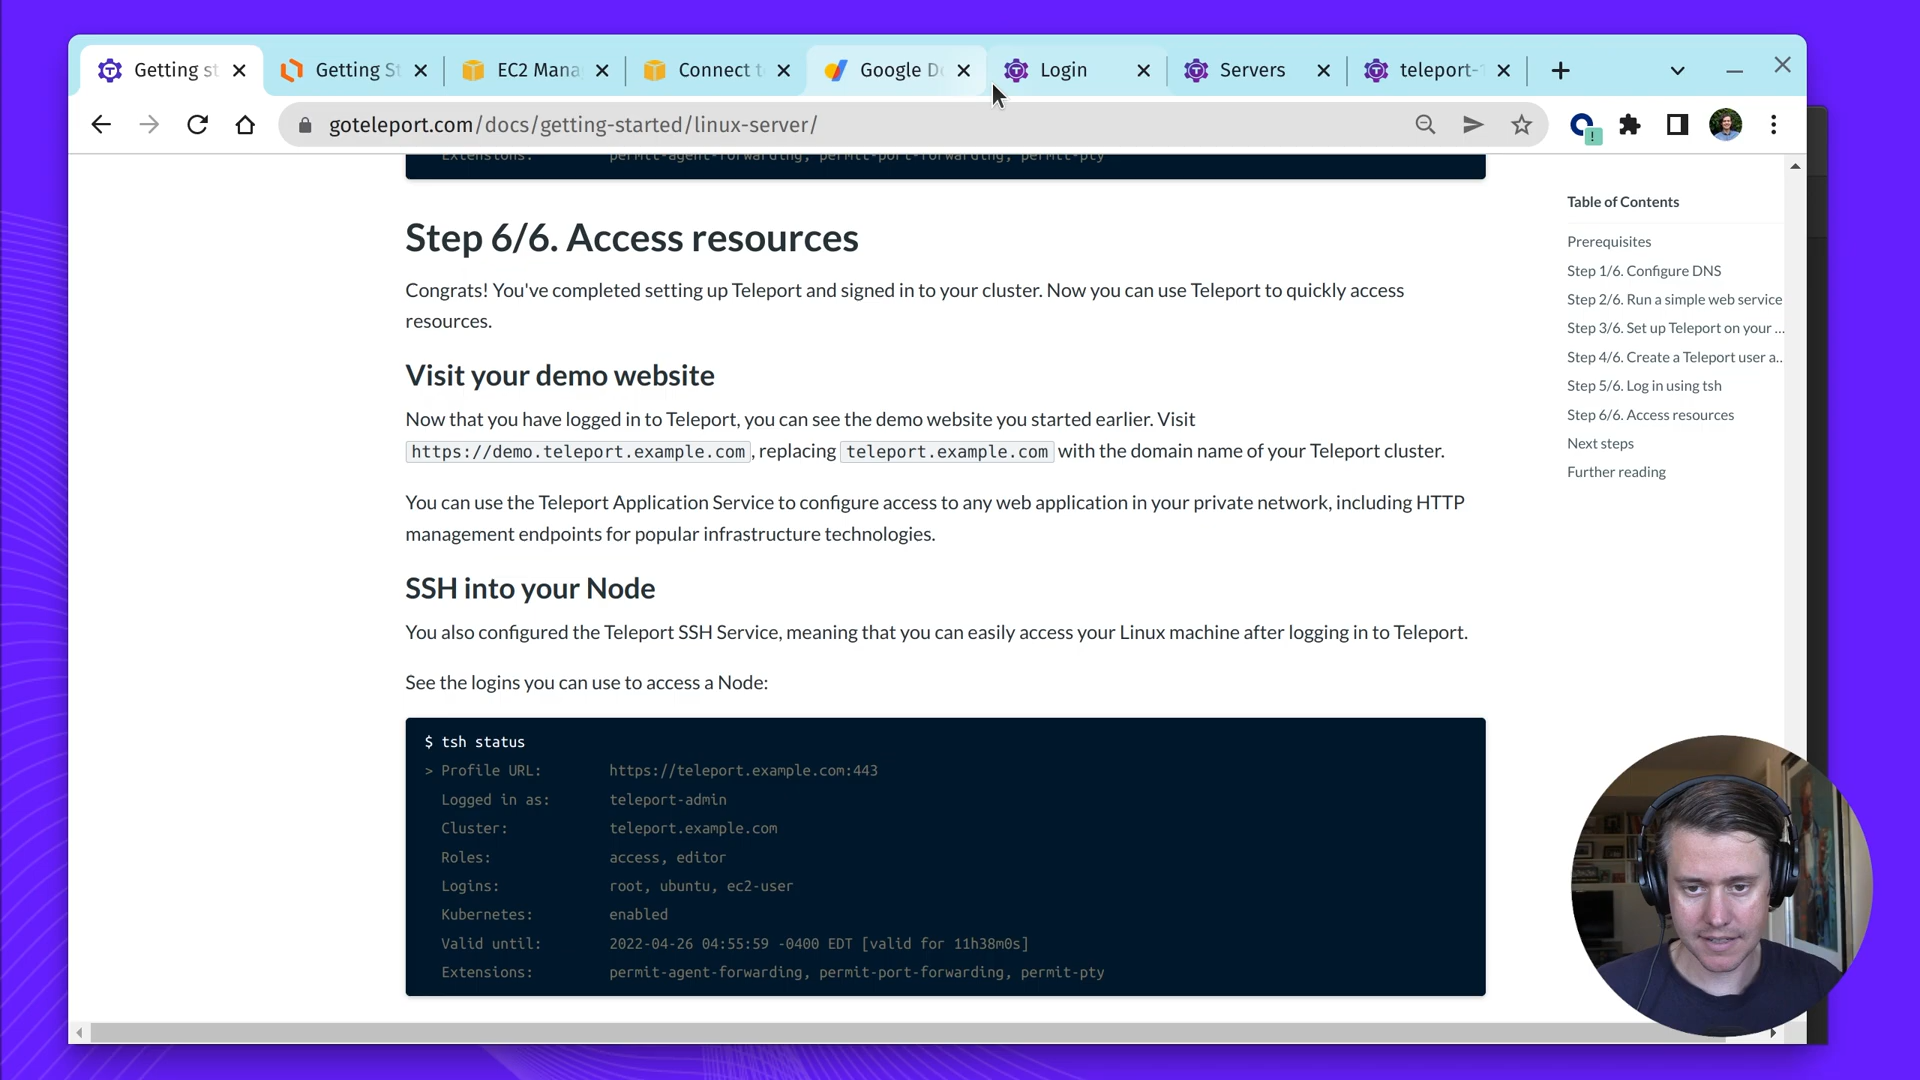 Getting st
Getting St
EC2 Mana
Connect t
Google D
Login
Servers
teleport-
goteleport.com/docs/getting-started/linux-server/
Extensions: permit-agent-forwarding, permit-port-forwarding, permit-pty
Step 6/6. Access resources
Congrats! You've completed setting up Teleport and signed in to your cluster. Now you can use Teleport to quickly access
resources.
Visit your demo website
Now that you have logged in to Teleport, you can see the demo website you started earlier. Visit
https://demo.teleport.example.com, replacing teleport.example.com with the domain name of your Teleport cluster.
You can use the Teleport Application Service to configure access to any web application in your private network, including HTTP
management endpoints for popular infrastructure technologies.
SSH into your Node
You also configured the Teleport SSH Service, meaning that you can easily access your Linux machine after logging in to Teleport.
See the logins you can use to access a Node:
$ tsh status
> Profile URL: https://teleport.example.com:443
Logged in as: teleport-admin
Cluster: teleport.example.com
Roles: access, editor
Logins: root, ubuntu, ec2-user
Kubernetes: enabled
Valid until: 2022-04-26 04:55:59 -0400 EDT [valid for 11h38m0s]
Extensions: permit-agent-forwarding, permit-port-forwarding, permit-pty
Table of Contents
Prerequisites
Step 1/6. Configure DNS
Step 2/6. Run a simple web service
Step 3/6. Set up Teleport on your ...
Step 4/6. Create a Teleport user a..
Step 5/6. Log in using tsh
Step 6/6. Access resources
Next steps
Further reading